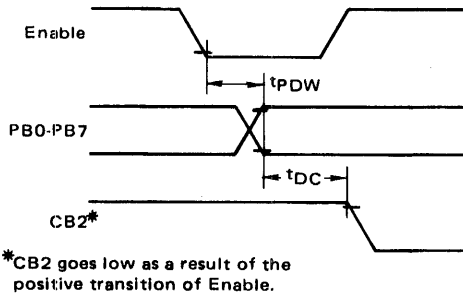 Enable
tPDW
PB0-PB7
tDC
CB2*
*CB2 goes low as a result of the
positive transition of Enable.